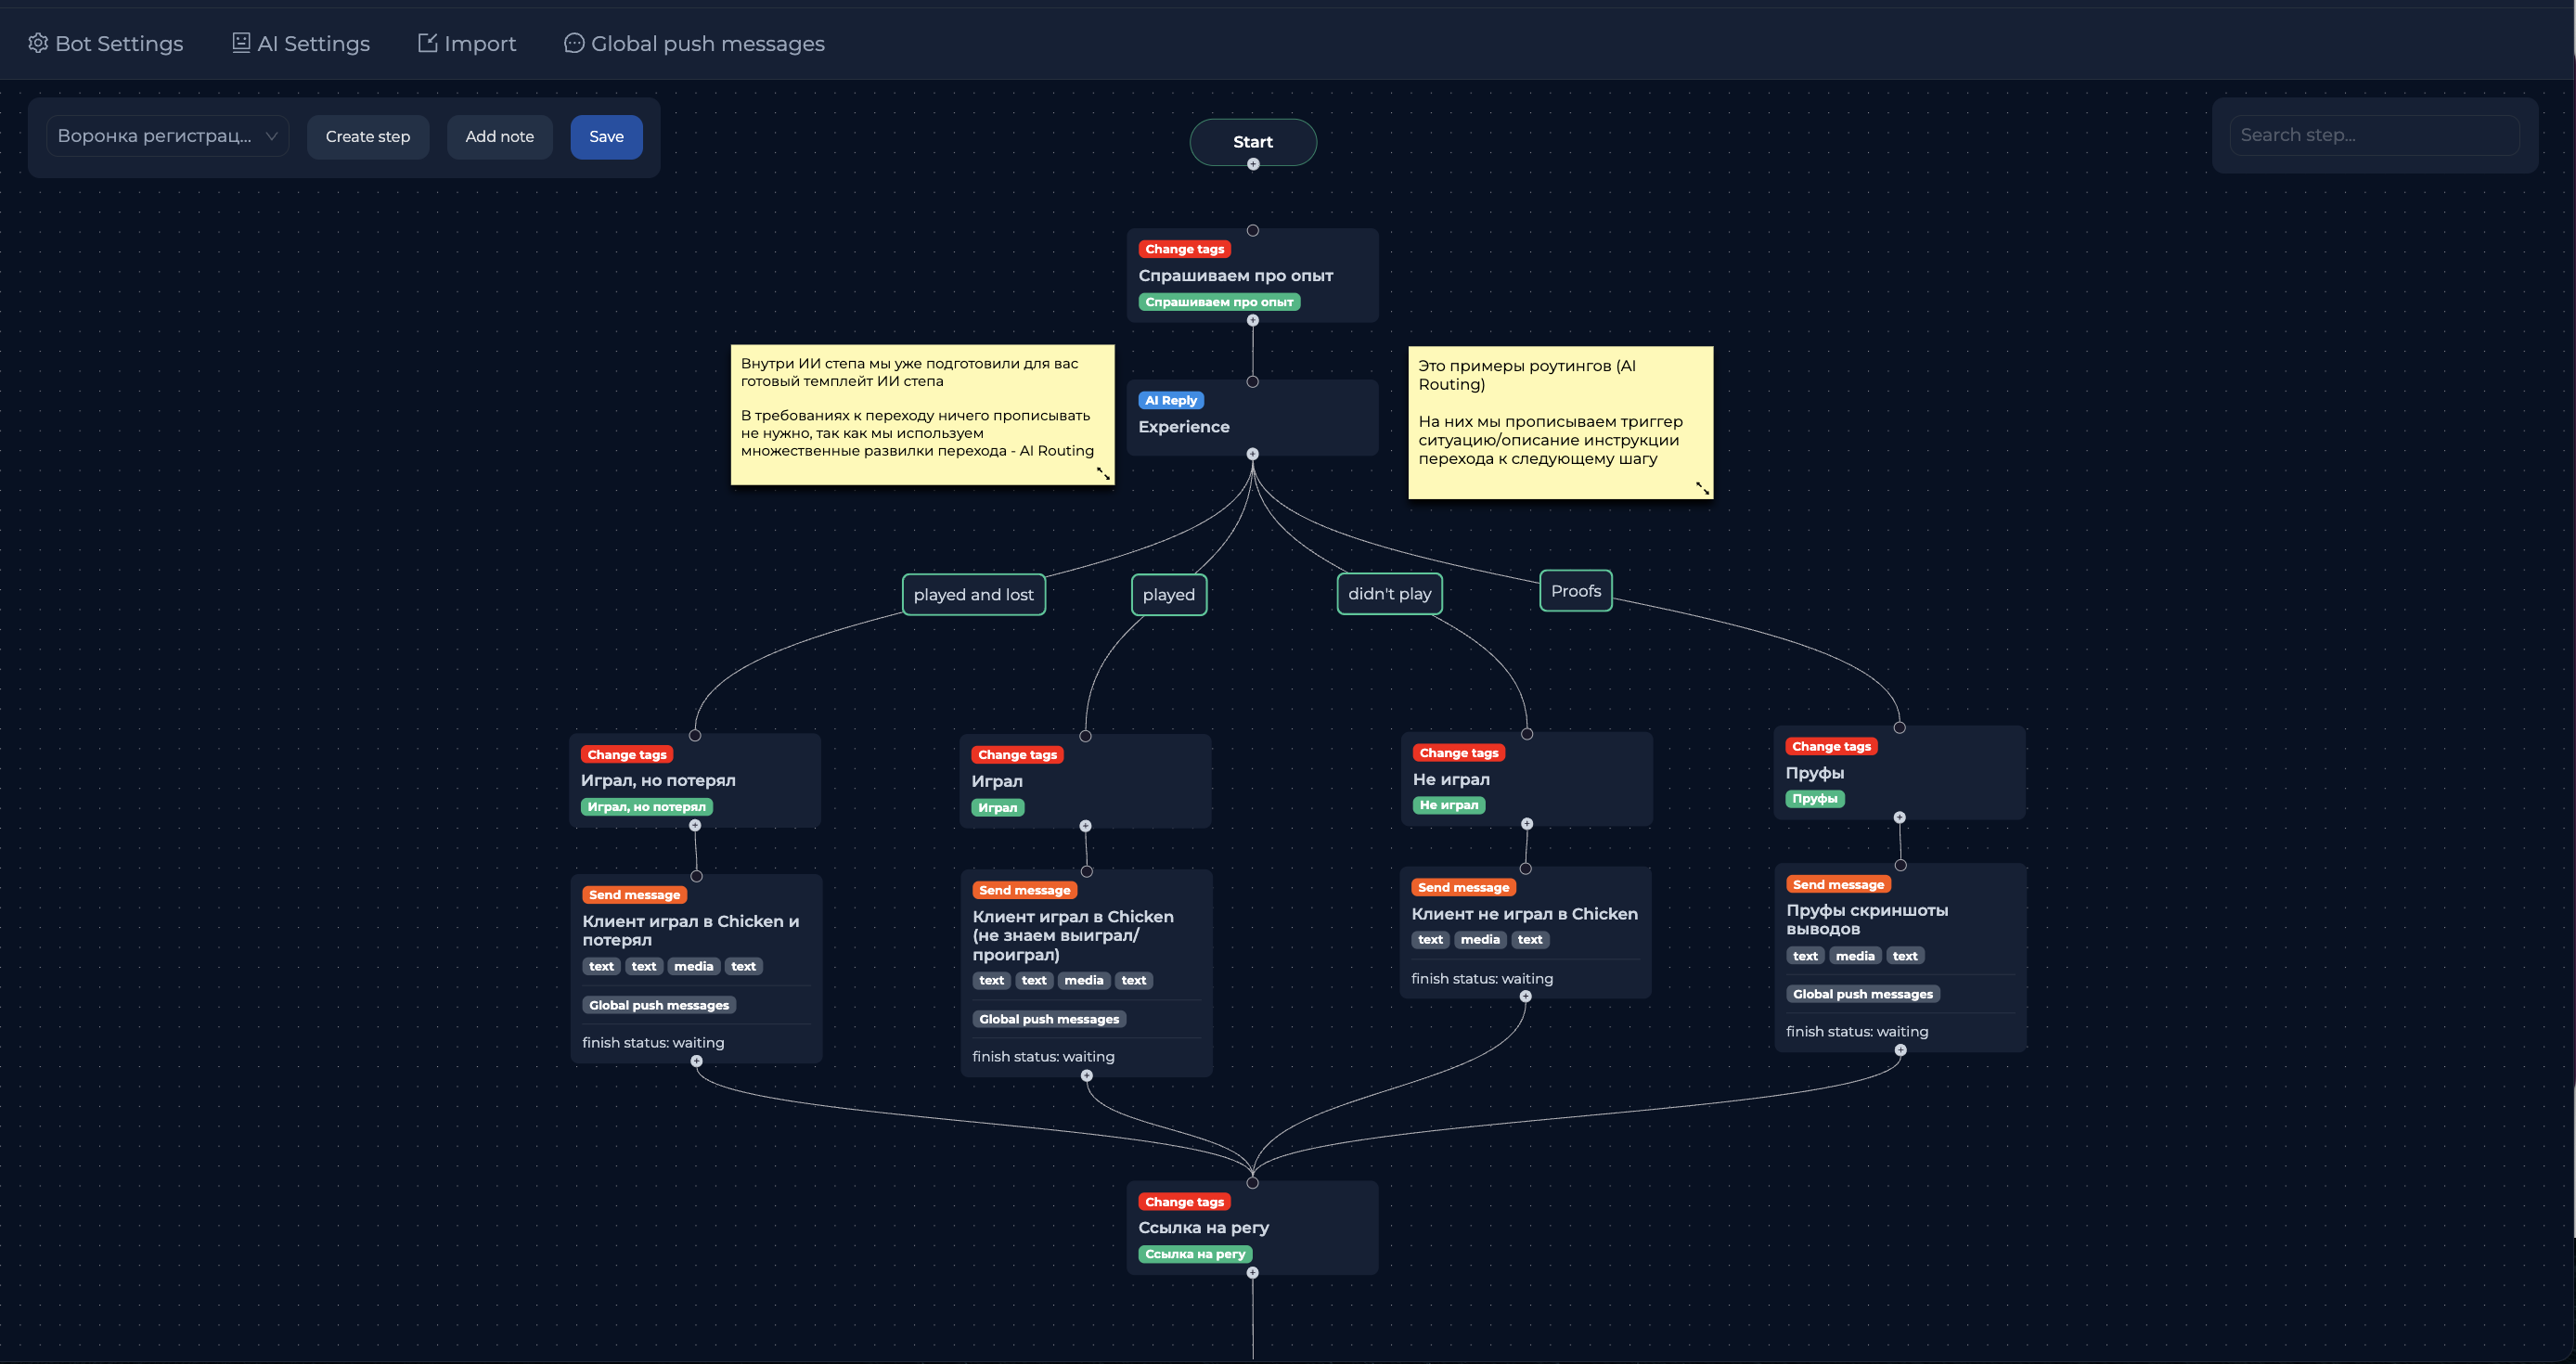 Bot Settings
AI Settings
Import
Global push messages
Воронка регистрац...
Create step
Add note
Save
Start
Search step...
Change tags
Спрашиваем про опыт
Спрашиваем про опыт
Внутри ИИ степа мы уже подготовили для вас
готовый темплейт ИИ степа
В требованиях к переходу ничего прописывать
не нужно, так как мы используем
множественные развилки перехода - AI Routing
AI Reply
Experience
Это примеры роутингов (AI
Routing)
На них мы прописываем триггер
ситуацию/описание инструкции
перехода к следующему шагу
played and lost
played
didn't play
Proofs
Change tags
Играл, но потерял
Играл, но потерял
Change tags
Играл
Играл
Change tags
Не играл
Не играл
Change tags
Пруфы
Пруфы
Send message
Клиент играл в Chicken и
потерял
text text media text
Global push messages
finish status: waiting
Send message
Клиент играл в Chicken
(не знаем выиграл/
проиграл)
text text media text
Global push messages
finish status: waiting
Send message
Клиент не играл в Chicken
text media text
finish status: waiting
Send message
Пруфы скриншоты
выводов
text media text
Global push messages
finish status: waiting
Change tags
Ссылка на регу
Ссылка на регу